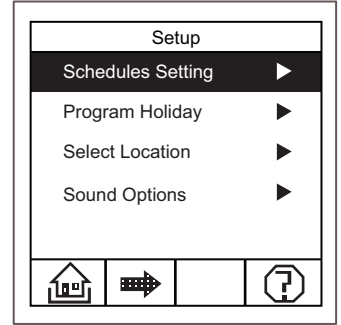 Setup
Schedules Setting ▶
Program Holiday ▶
Select Location ▶
Sound Options ▶
?